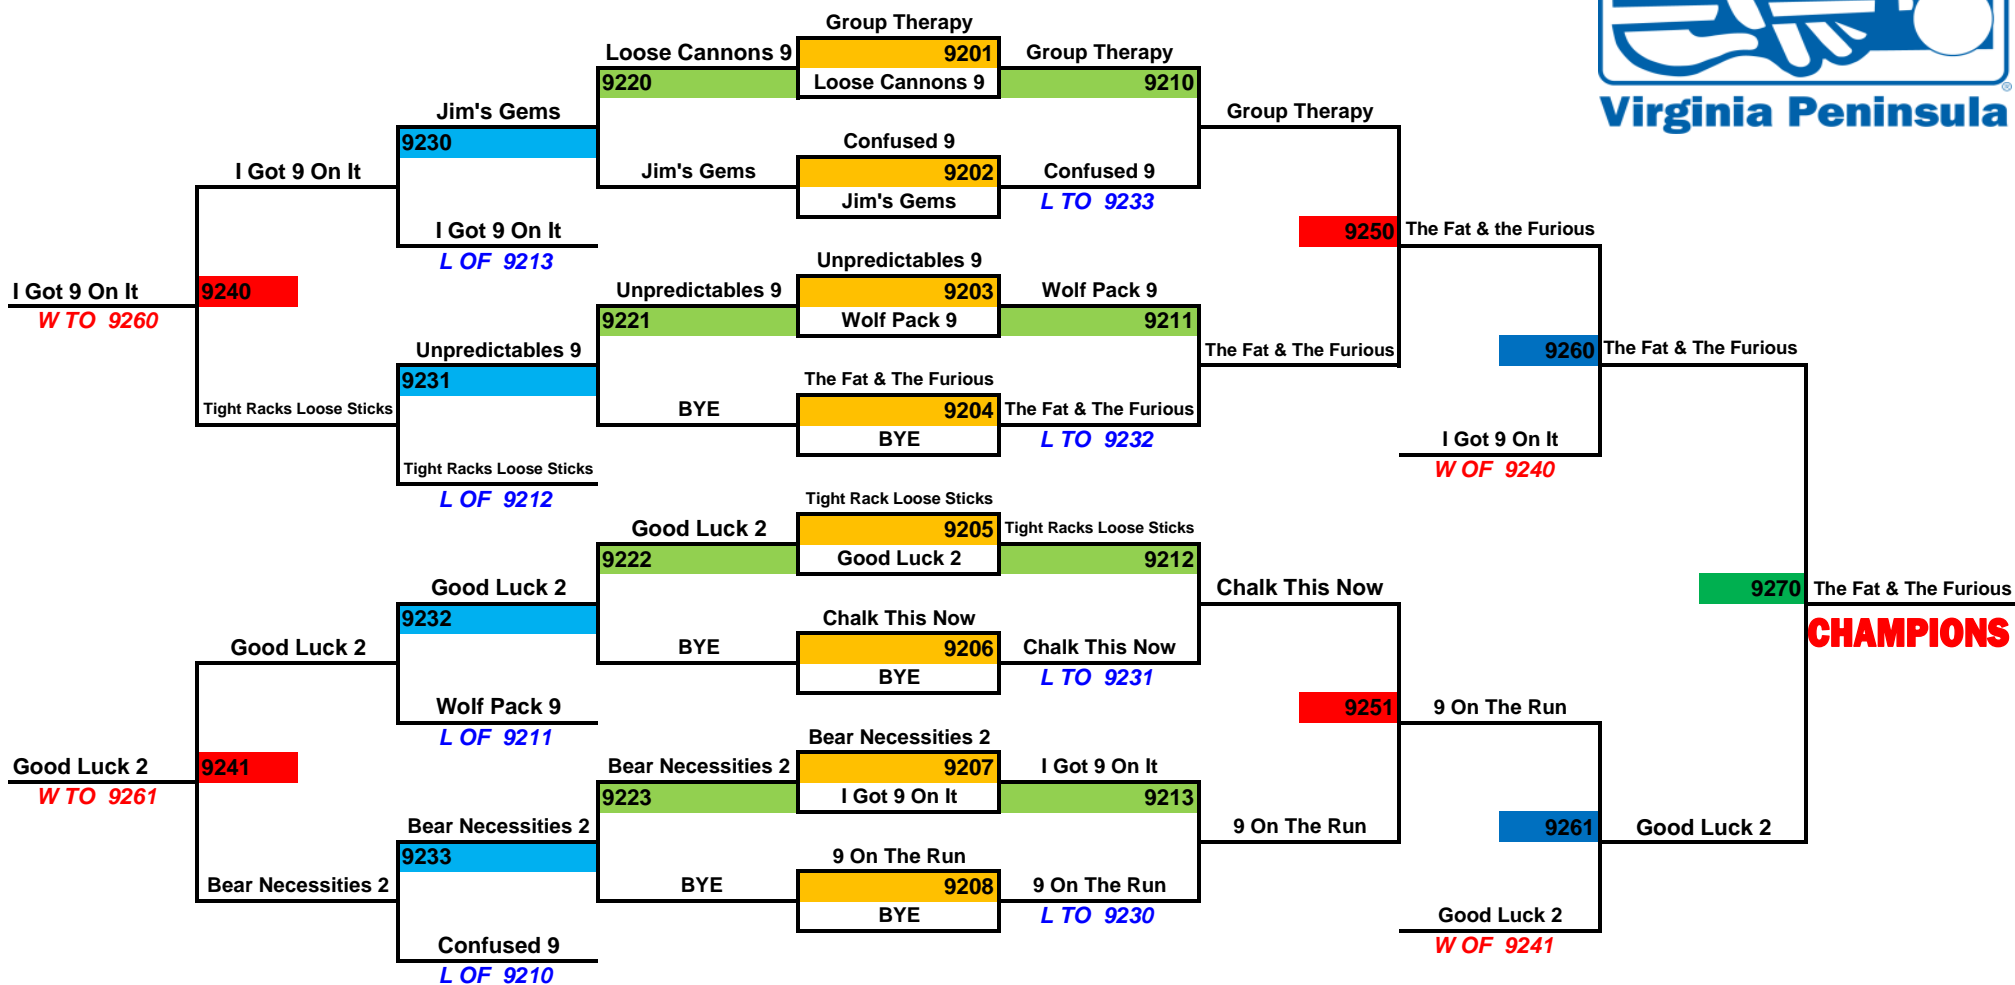 Group Therapy
Loose Cannons 9
9201
Group Therapy
9220
Loose Cannons 9
9210
Jim's Gems
Group Therapy
Virginia Peninsula
®
9230
Confused 9
I Got 9 On It
Jim's Gems
9202
Confused 9
Jim's Gems
L TO 9233
I Got 9 On It
9250
The Fat & the Furious
L OF 9213
Unpredictables 9
I Got 9 On It
9240
Unpredictables 9
9203
Wolf Pack 9
W TO 9260
9221
Wolf Pack 9
9211
Unpredictables 9
The Fat & The Furious
9260
The Fat & The Furious
9231
The Fat & The Furious
Tight Racks Loose Sticks
BYE
9204
The Fat & The Furious
BYE
L TO 9232
I Got 9 On It
Tight Racks Loose Sticks
W OF 9240
L OF 9212
Tight Rack Loose Sticks
Good Luck 2
9205
Tight Racks Loose Sticks
9222
Good Luck 2
9212
Good Luck 2
Chalk This Now
9270
The Fat & The Furious
9232
Chalk This Now
CHAMPIONS
Good Luck 2
BYE
9206
Chalk This Now
BYE
L TO 9231
Wolf Pack 9
9251
9 On The Run
L OF 9211
Bear Necessities 2
Good Luck 2
9241
Bear Necessities 2
9207
I Got 9 On It
W TO 9261
9223
I Got 9 On It
9213
Bear Necessities 2
9 On The Run
9261
Good Luck 2
9233
9 On The Run
Bear Necessities 2
BYE
9208
9 On The Run
BYE
L TO 9230
Good Luck 2
Confused 9
W OF 9241
L OF 9210